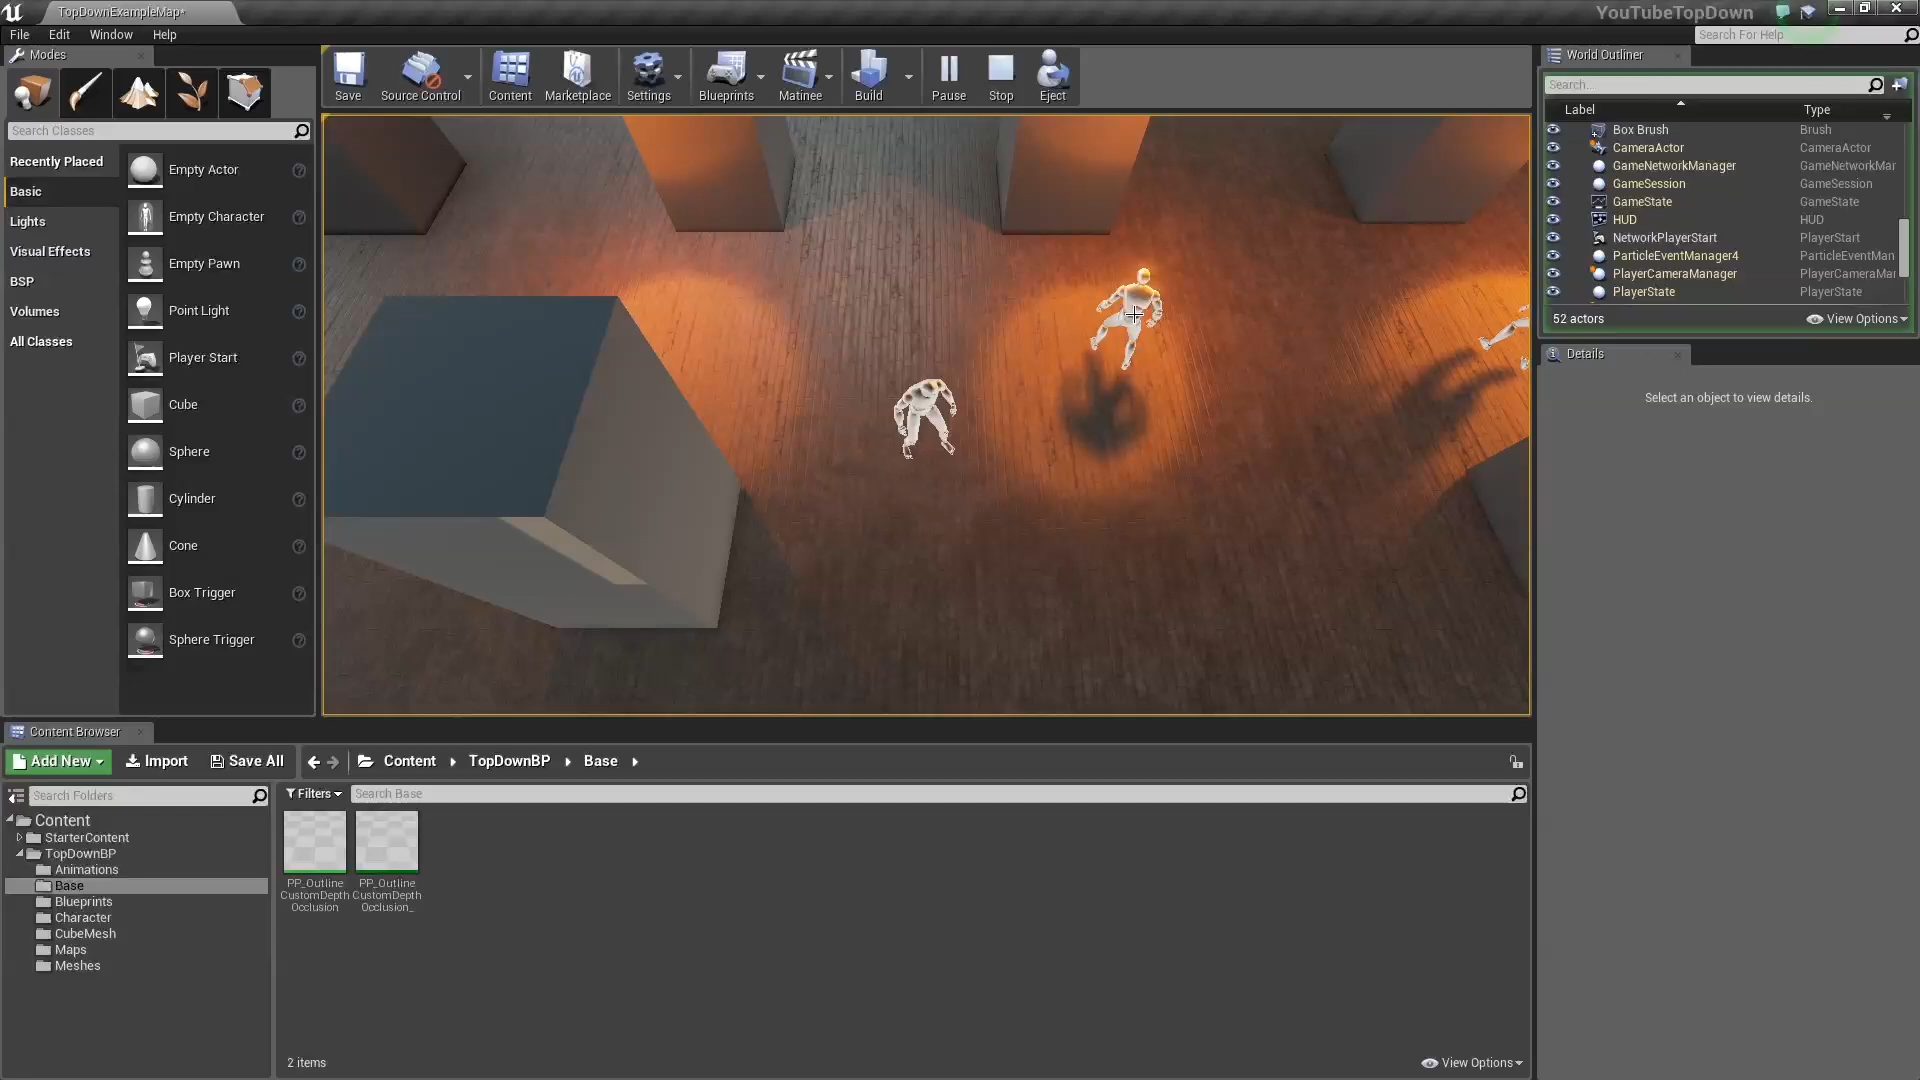 TopDownExampleMap*
YouTubeTopDown
File Edit Window Help
Search For Help
Modes
Save
Source Control
Content
Marketplace
Settings
Blueprints
Matinee
Build
Pause
Stop
Eject
Search Classes
Recently Placed
Basic
Lights
Visual Effects
BSP
Volumes
All Classes
Empty Actor
Empty Character
Empty Pawn
Point Light
Player Start
Cube
Sphere
Cylinder
Cone
Box Trigger
Sphere Trigger
World Outliner
Search...
Label Type
Box Brush Brush
CameraActor CameraActor
GameNetworkManager GameNetworkMar
GameSession GameSession
GameState GameState
HUD HUD
NetworkPlayerStart PlayerStart
ParticleEventManager4 ParticleEventMan
PlayerCameraManager PlayerCameraMar
PlayerState PlayerState
52 actors View Options
Details
Select an object to view details.
Content Browser
Add New Import Save All Content TopDownBP Base
Search Folders
Filters Search Base
Content
StarterContent
TopDownBP
Animations
Base
Blueprints
Character
CubeMesh
Maps
Meshes
PP_Outline
CustomDepth
Occlusion
PP_Outline
CustomDepth
Occlusion_
2 items View Options